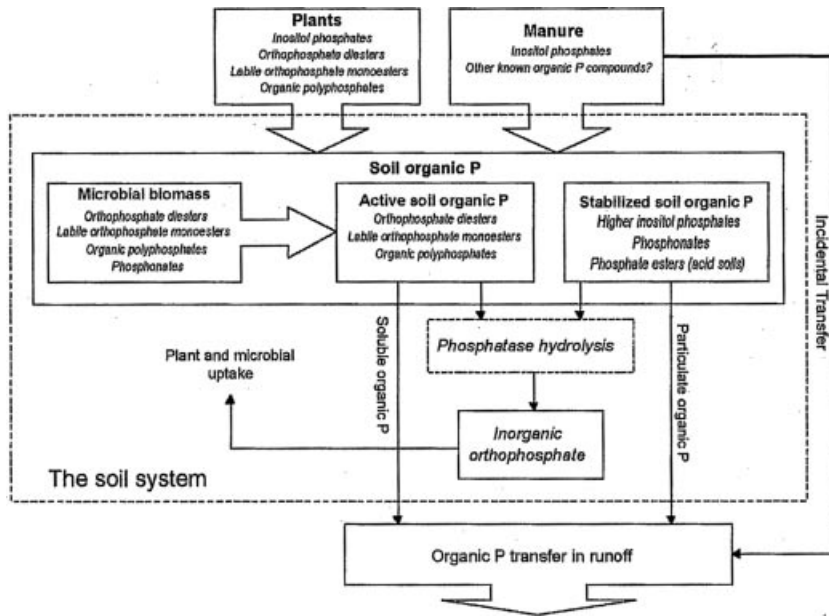 Plants
Inositol phosphates
Orthophosphate diesters
Labile orthophosphate monoesters
Organic polyphosphates
Manure
Inositol phosphates
Other known organic P compounds?
Soil organic P
Microbial biomass
Orthophosphate diesters
Labile orthophosphate monoesters
Organic polyphosphates
Phosphonates
Active soil organic P
Orthophosphate diesters
Labile orthophosphate monoesters
Organic polyphosphates
Stabilized soil organic P
Higher inositol phosphates
Phosphonates
Phosphate esters (acid soils)
Incidental Transfer
Soluble organic P
Phosphatase hydrolysis
Particulate organic P
Plant and microbial
uptake
Inorganic
orthophosphate
The soil system
Organic P transfer in runoff